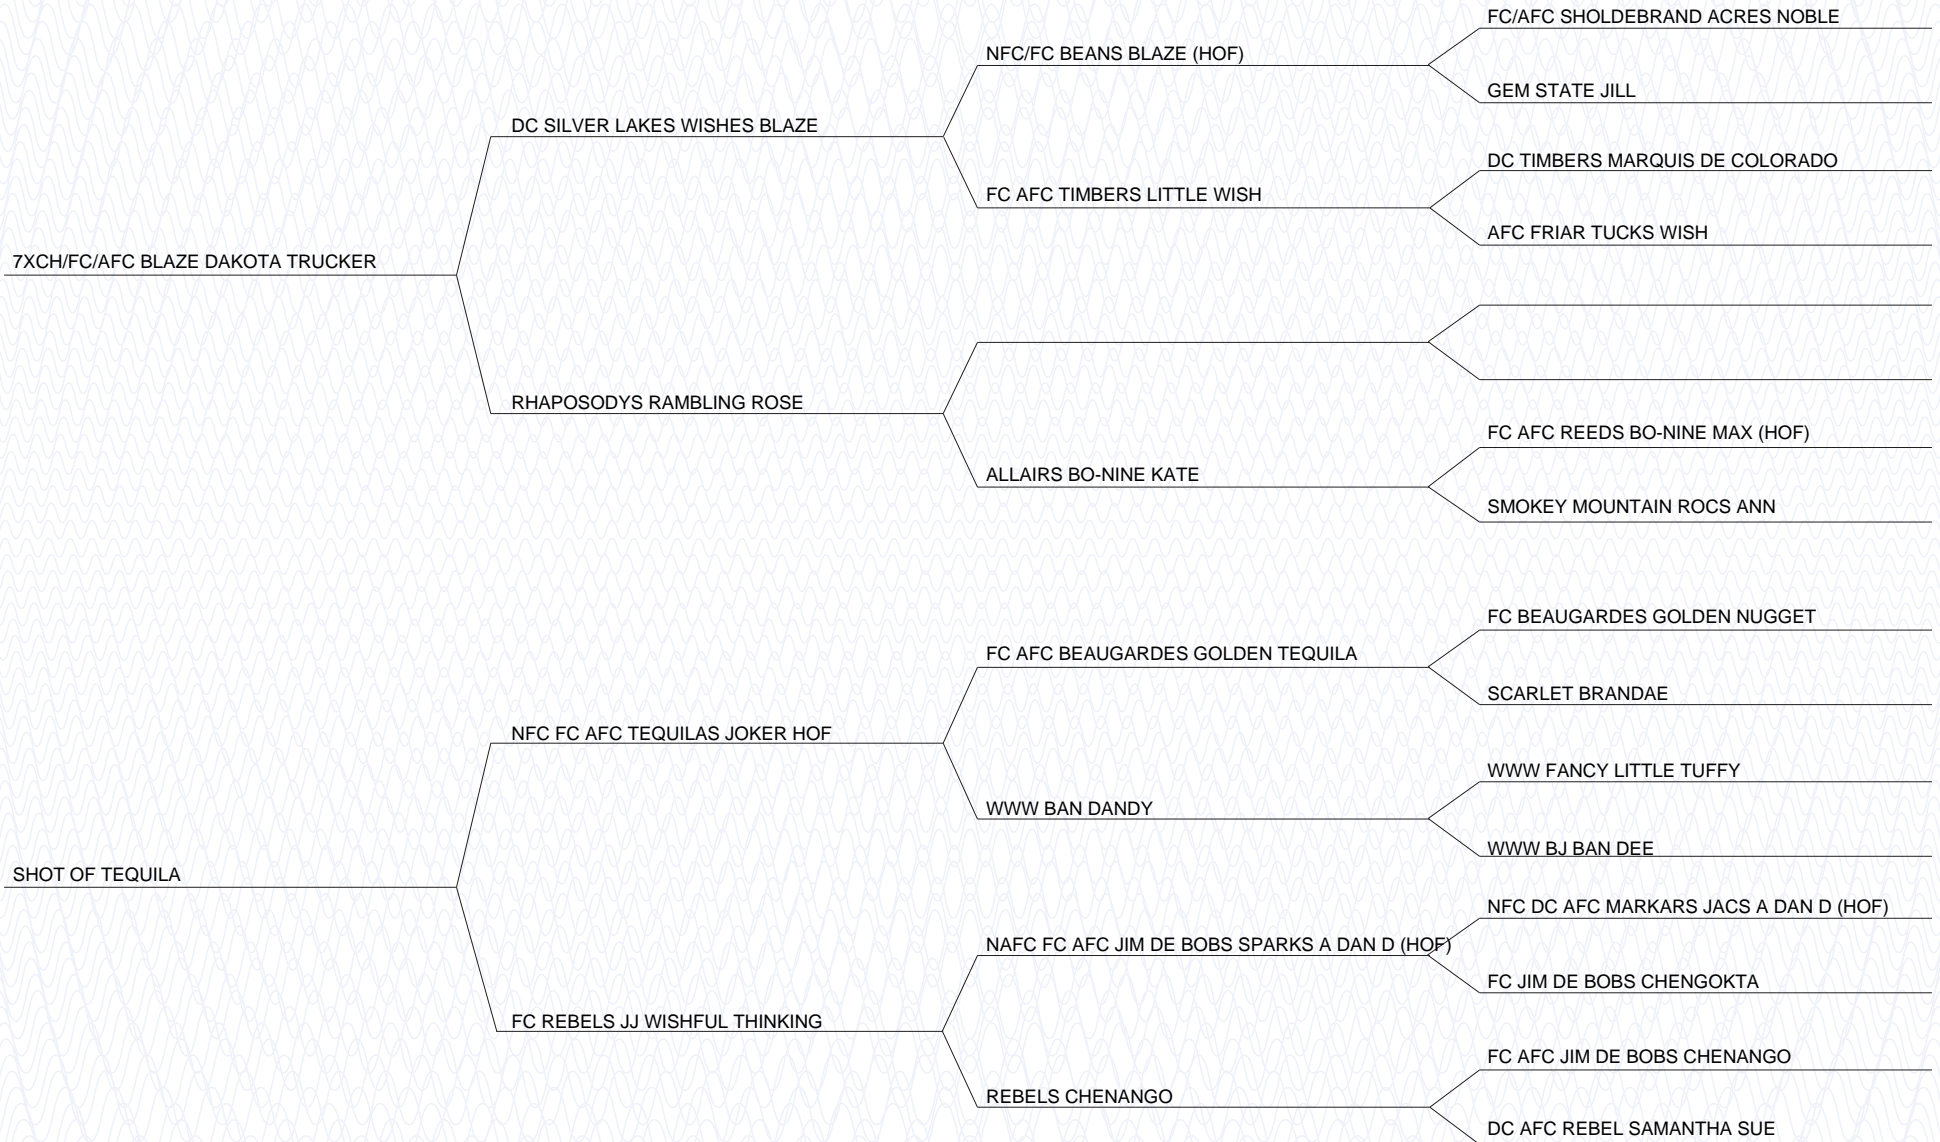 FC/AFC SHOLDEBRAND ACRES NOBLE
NFC/FC BEANS BLAZE (HOF)
GEM STATE JILL
DC SILVER LAKES WISHES BLAZE
DC TIMBERS MARQUIS DE COLORADO
FC AFC TIMBERS LITTLE WISH
AFC FRIAR TUCKS WISH
7XCH/FC/AFC BLAZE DAKOTA TRUCKER
RHAPOSODYS RAMBLING ROSE
FC AFC REEDS BO-NINE MAX (HOF)
ALLAIRS BO-NINE KATE
SMOKEY MOUNTAIN ROCS ANN
FC BEAUGARDES GOLDEN NUGGET
FC AFC BEAUGARDES GOLDEN TEQUILA
SCARLET BRANDAE
NFC FC AFC TEQUILAS JOKER HOF
WWW FANCY LITTLE TUFFY
WWW BAN DANDY
WWW BJ BAN DEE
SHOT OF TEQUILA
NFC DC AFC MARKARS JACS A DAN D (HOF)
NAFC FC AFC JIM DE BOBS SPARKS A DAN D (HOF)
FC JIM DE BOBS CHENGOKTA
FC REBELS JJ WISHFUL THINKING
FC AFC JIM DE BOBS CHENANGO
REBELS CHENANGO
DC AFC REBEL SAMANTHA SUE